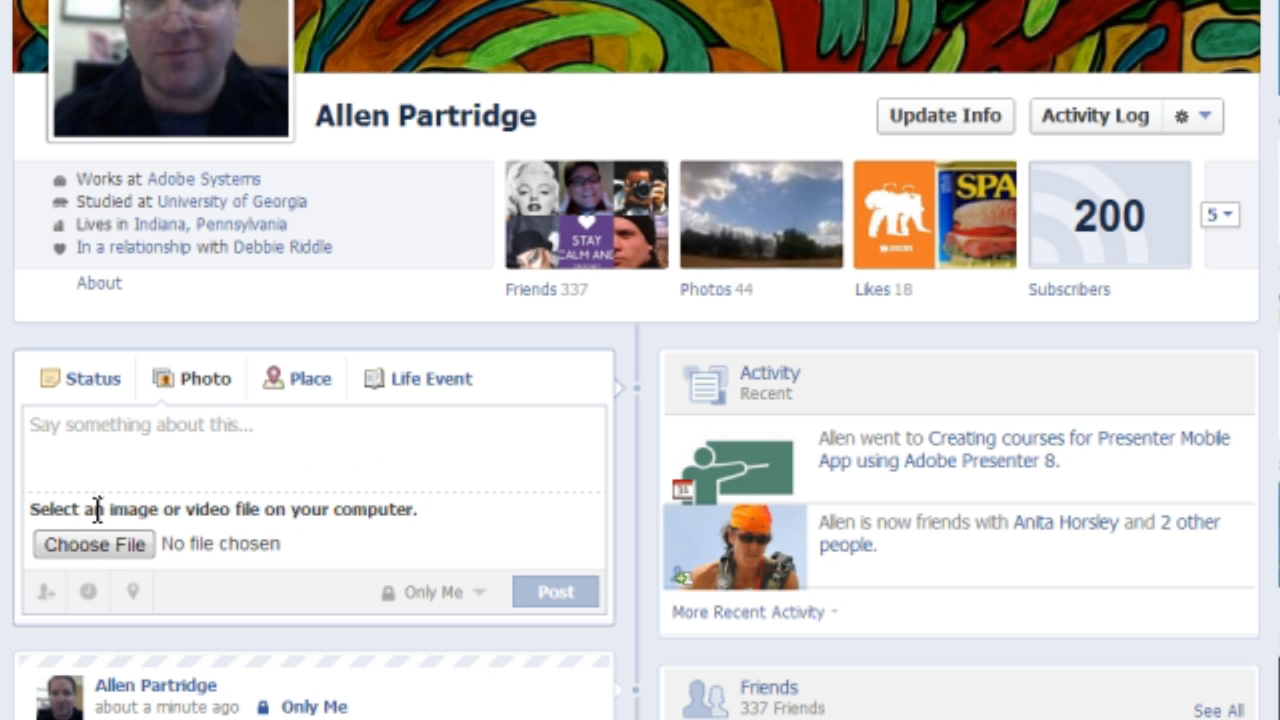 Allen Partridge
Update Info
Activity Log
Works at Adobe Systems
Studied at University of Georgia
Lives in Indiana, Pennsylvania
In a relationship with Debbie Riddle
About
STAY
CALM AND
SPA
200
5
Friends 337
Photos 44
Likes 18
Subscribers
Status
Photo
Place
Life Event
Say something about this...
Select an image or video file on your computer.
Choose File No file chosen
Only Me
Post
Activity
Recent
Allen went to Creating courses for Presenter Mobile
App using Adobe Presenter 8.
31
Allen is now friends with Anita Horsley and 2 other
people.
More Recent Activity
Allen Partridge
about a minute ago
Only Me
Friends
337 Friends
See All